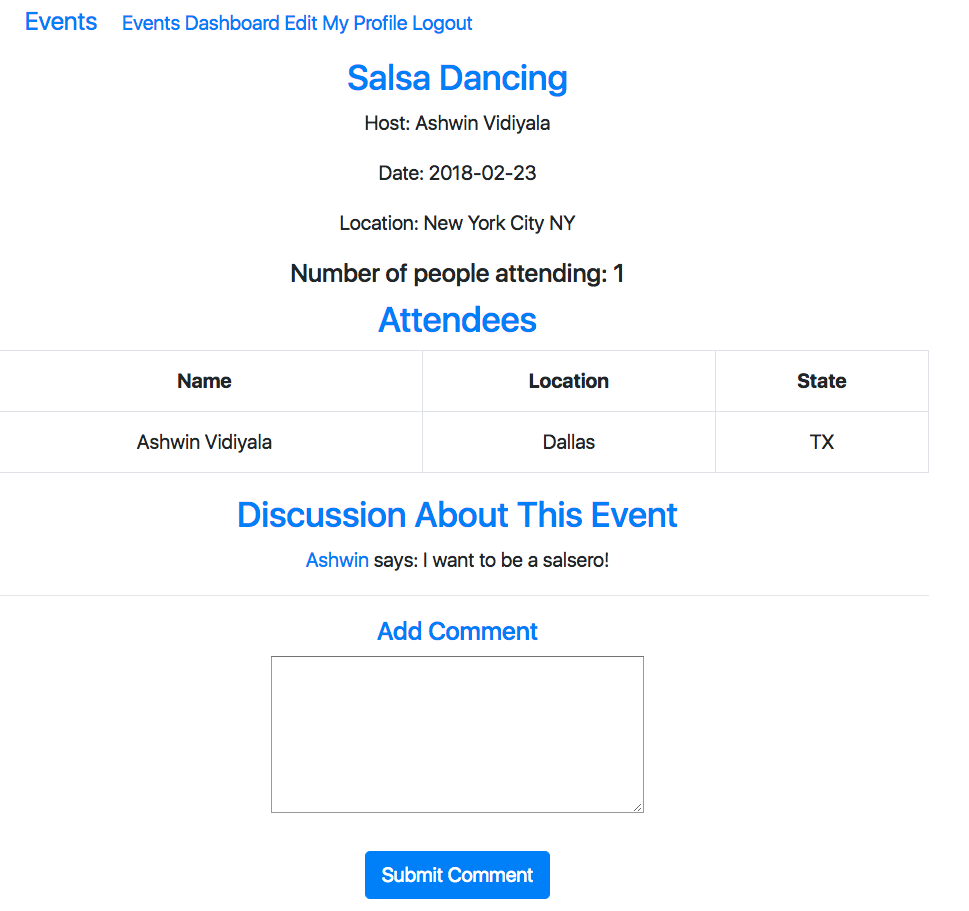 Events Events Dashboard Edit My Profile Logout
Salsa Dancing
Host: Ashwin Vidiyala
Date: 2018-02-23
Location: New York City NY
Number of people attending: 1
Attendees
Name Location State
Ashwin Vidiyala Dallas TX
Discussion About This Event
Ashwin says: I want to be a salsero!
Add Comment
Submit Comment